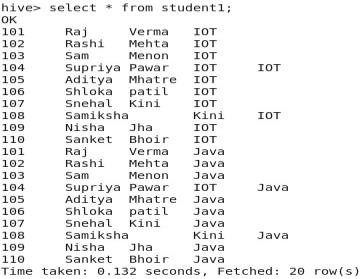 hive> select * from student1;
OK
101 Raj Verma IOT
102 Rashi Mehta IOT
103 Sam Menon IOT
104 Supriya Pawar IOT IOT
105 Aditya Mhatre IOT
106 Shloka patil IOT
107 Snehal Kini IOT
108 Samiksha Kini IOT
109 Nisha Jha IOT
110 Sanket Bhoir IOT
101 Raj Verma Java
102 Rashi Mehta Java
103 Sam Menon Java
104 Supriya Pawar IOT Java
105 Aditya Mhatre Java
106 Shloka patil Java
107 Snehal Kini Java
108 Samiksha Kini Java
109 Nisha Jha Java
110 Sanket Bhoir Java
Time taken: 0.132 seconds, Fetched: 20 row(s)